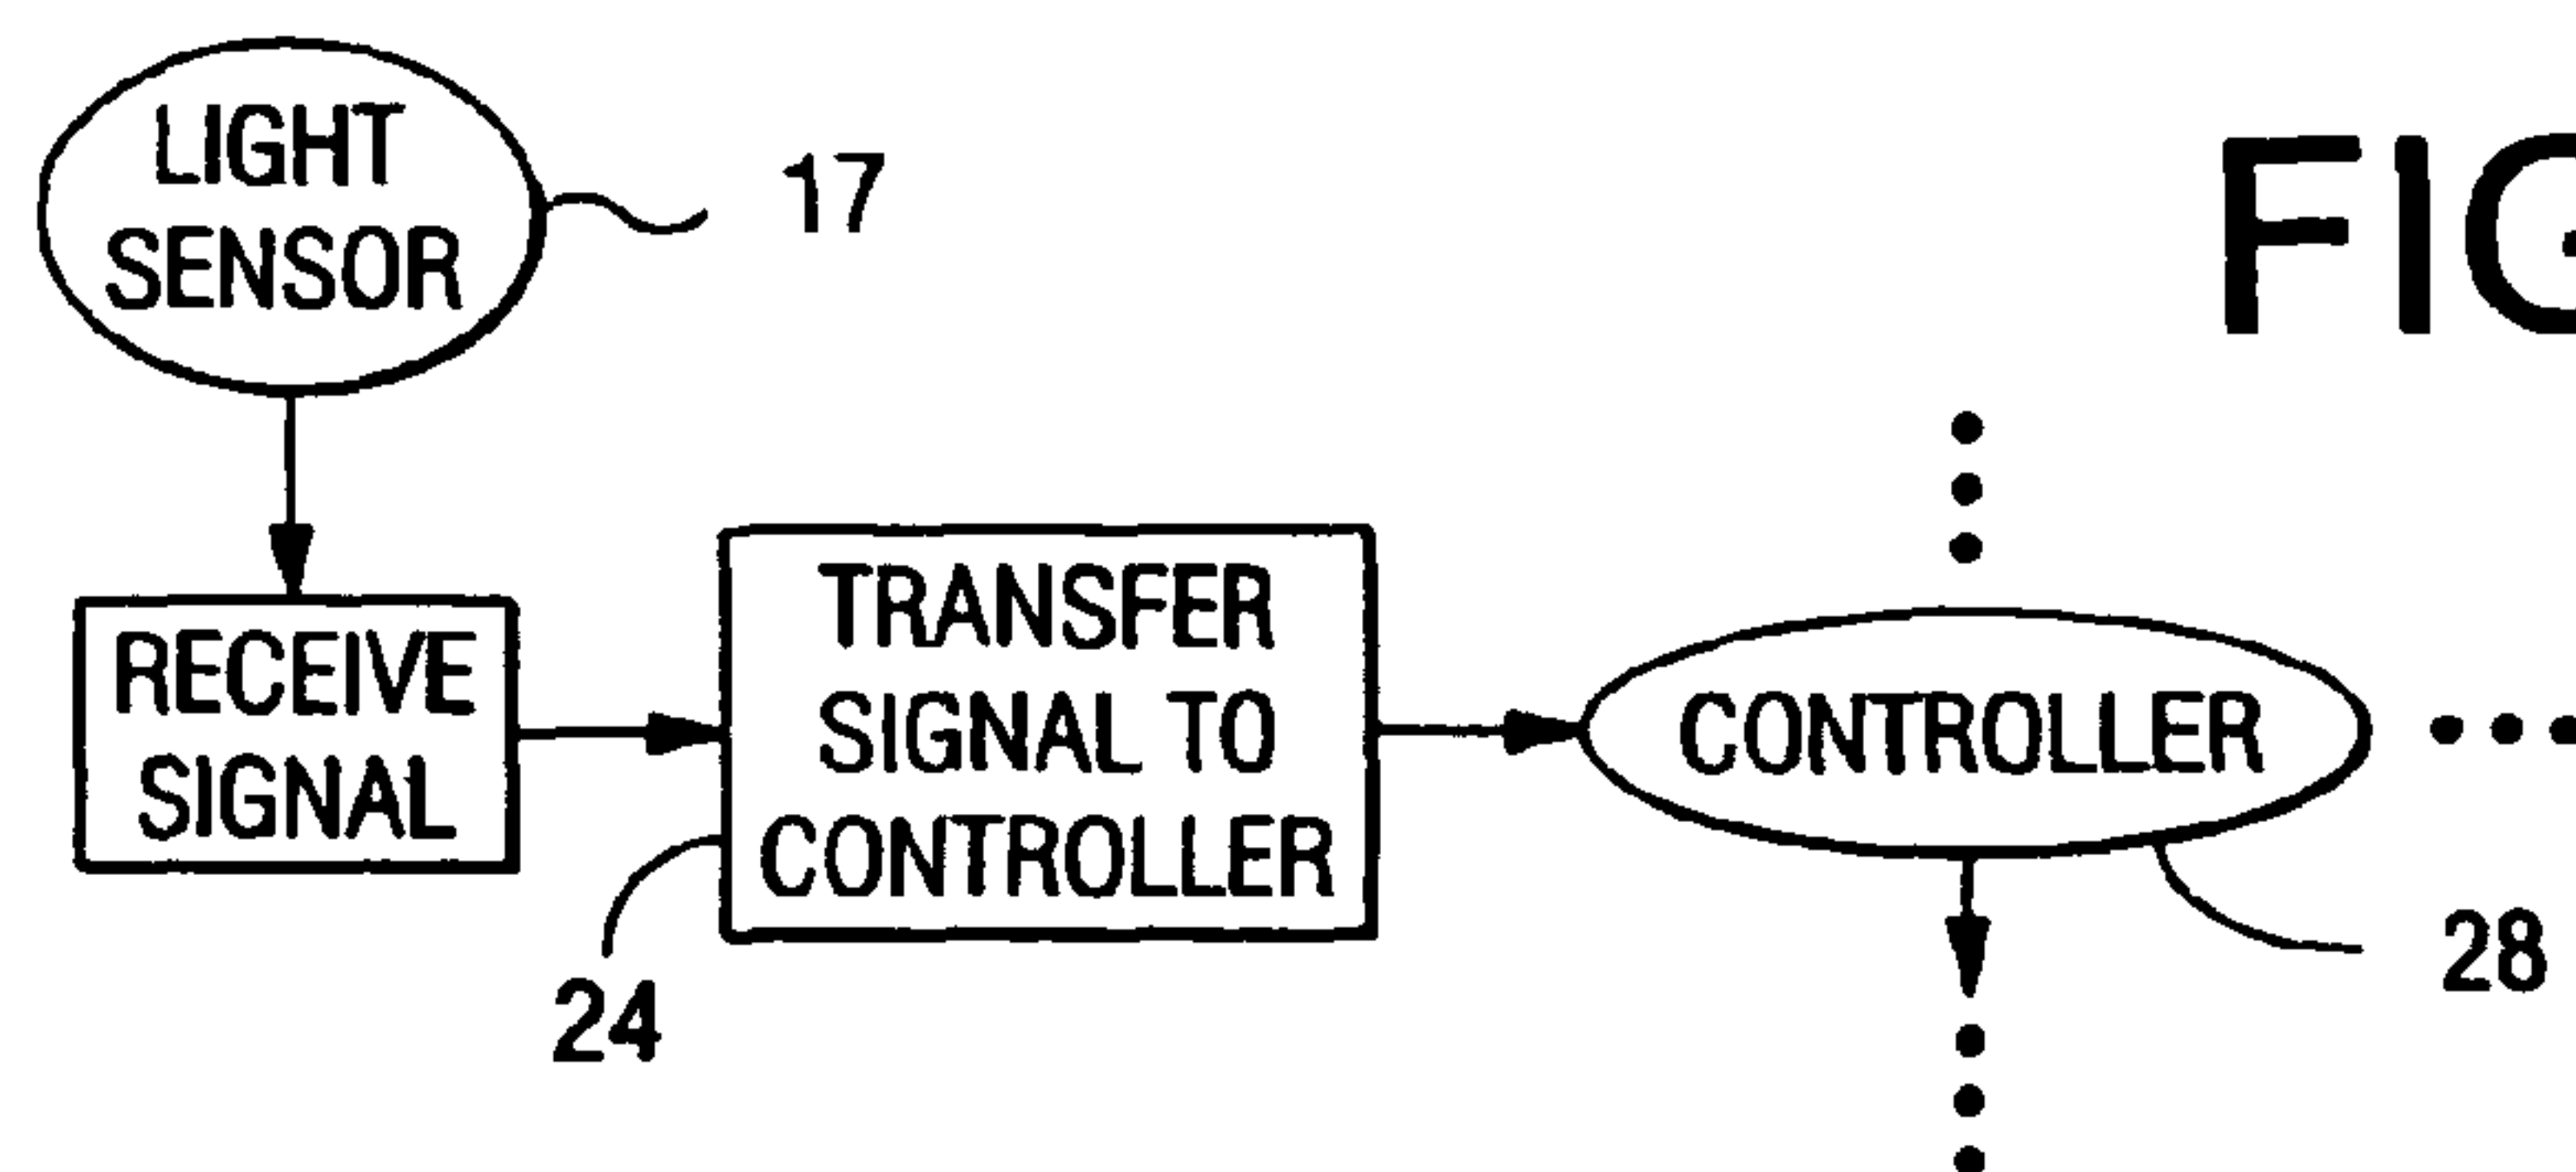 LIGHT
SENSOR
17
FIG
RECEIVE
SIGNAL
TRANSFER
SIGNAL TO
CONTROLLER
24
CONTROLLER
28